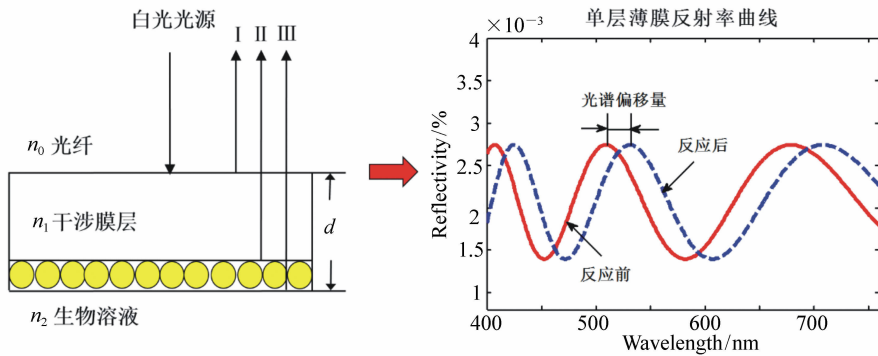 白光光源
I II III
n0 光纤
n1干涉膜层
d
n2 生物溶液
×10−3
单层薄膜反射率曲线
4
3.5
3
2.5
2
1.5
1
Reflectivity/%
光谱偏移量
反应后
反应前
400 500 600 700
Wavelength/nm